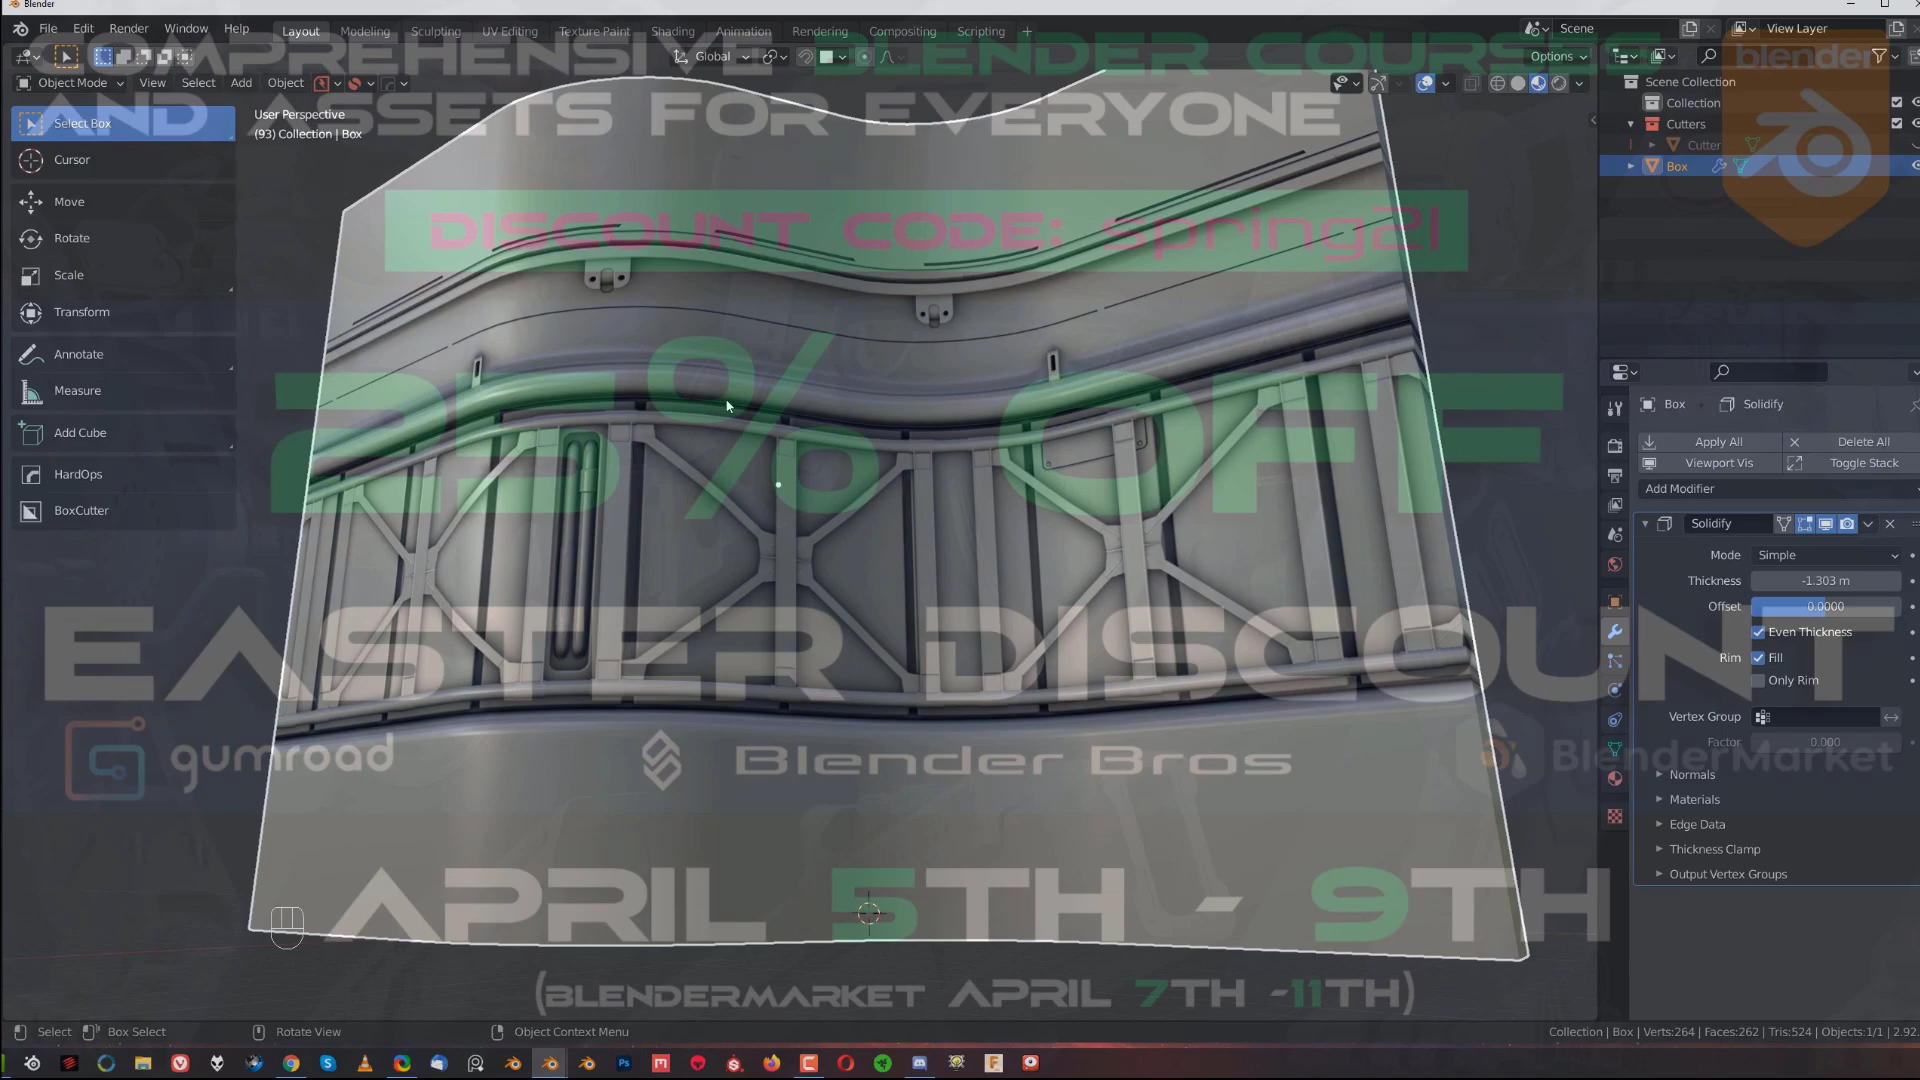 Blender
File Edit Render Window Help Layout Modeling Sculpting UV Editing Texture Paint Shading Animation Rendering Compositing Scripting + Scene View Layer
COMPREHENSIVE BLENDER COURSES
AND ASSETS FOR EVERYONE
blender
Global Options
Object Mode View Select Add Object
Scene Collection
Collection
Cutters
Cutter
Box
User Perspective
(93) Collection | Box
Select Box
Cursor
Move
Rotate
Scale
Transform
Annotate
Measure
Add Cube
HardOps
BoxCutter
DISCOUNT CODE: spring21
25% OFF
EASTER DISCOUNT
gumroad
Blender Bros
BlenderMarket
APRIL 5TH - 9TH
(BLENDERMARKET APRIL 7TH -11TH)
Box Solidify
Apply All Delete All
Viewport Vis Toggle Stack
Add Modifier
Solidify
Mode Simple
Thickness -1.303 m
Offset 0.0000
Even Thickness
Rim Fill
Only Rim
Vertex Group
Factor 0.000
Normals
Materials
Edge Data
Thickness Clamp
Output Vertex Groups
Select Box Select Rotate View Object Context Menu Collection | Box | Verts:264 | Faces:262 | Tris:524 | Objects:1/1 | 2.92.